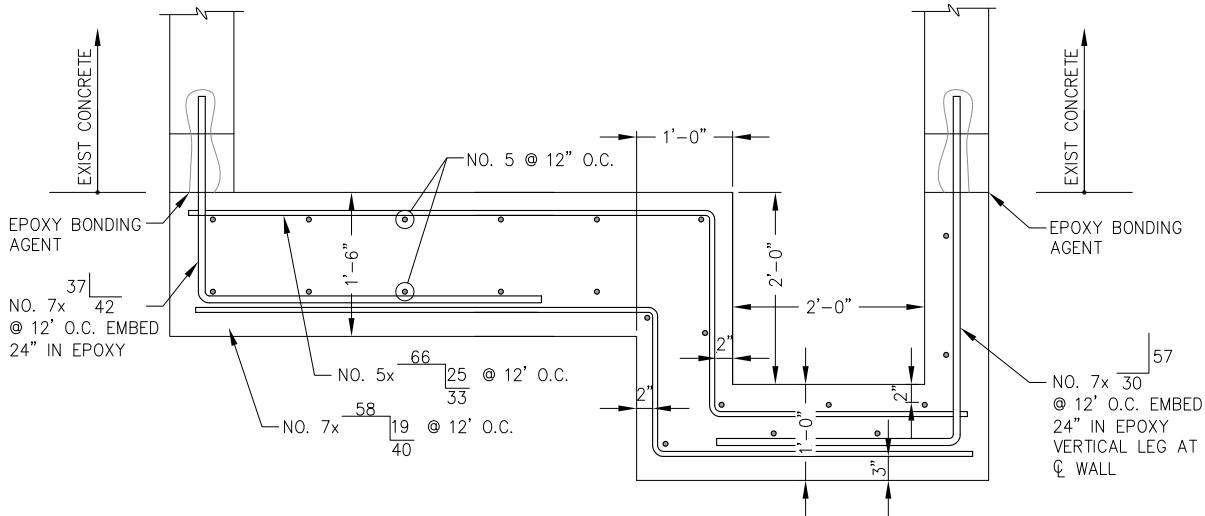 EXIST CONCRETE
EXIST CONCRETE
1'-0"
NO. 5 @ 12" O.C.
EPOXY BONDING
AGENT
EPOXY BONDING
AGENT
1'-6"
2'-0"
2'-0"
37
42
NO. 7x
@ 12' O.C. EMBED
24" IN EPOXY
66
NO. 5x 25 @ 12' O.C.
33
58
NO. 7x 19 @ 12' O.C.
40
2"
2"
2"
1'-0"
3"
57
NO. 7x 30
@ 12' O.C. EMBED
24" IN EPOXY
VERTICAL LEG AT
℄ WALL